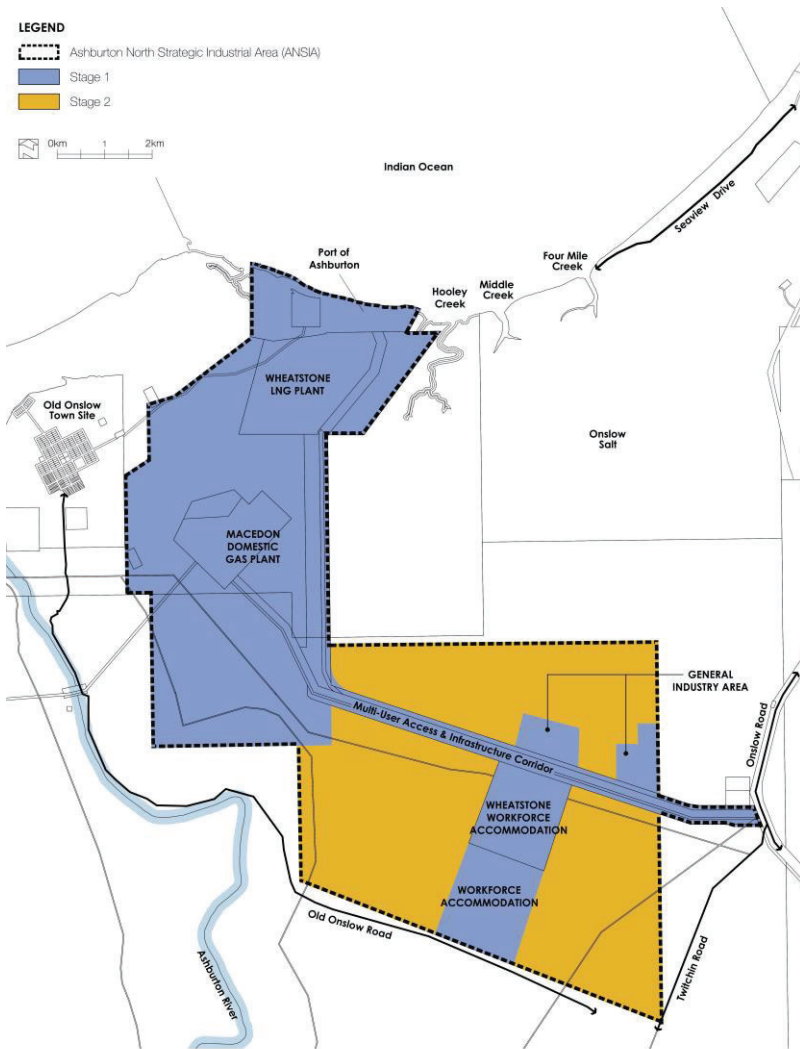 LEGEND
Ashburton North Strategic Industrial Area (ANSIA)
Stage 1
Stage 2
0km 1 2km
Indian Ocean
Seaview Drive
Port of
Ashburton
Four Mile
Creek
Middle
Creek
Hooley
Creek
WHEATSTONE
LNG PLANT
Old Onslow
Town Site
Onslow
Salt
MACEDON
DOMESTIC
GAS PLANT
GENERAL
INDUSTRY AREA
Multi-User Access & Infrastructure Corridor
Onslow Road
WHEATSTONE
WORKFORCE
ACCOMMODATION
WORKFORCE
ACCOMMODATION
Old Onslow Road
Twitchin Road
Ashburton River